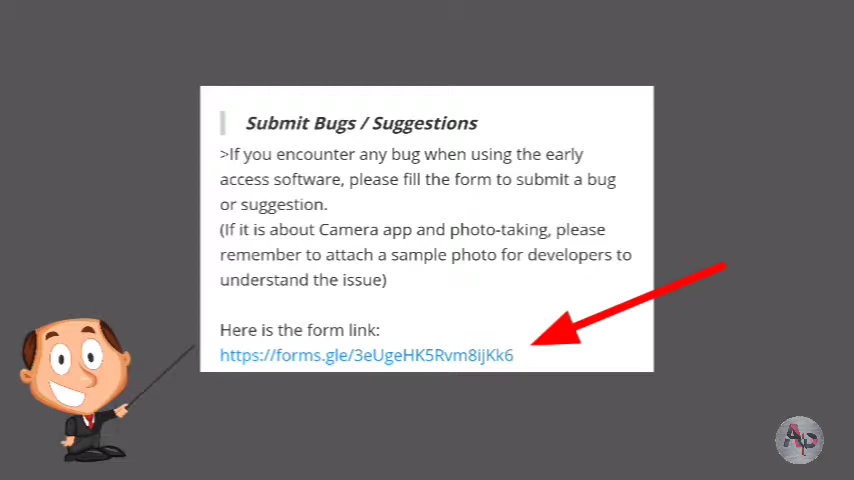 Submit Bugs / Suggestions
>If you encounter any bug when using the early
access software, please fill the form to submit a bug
or suggestion.
(If it is about Camera app and photo-taking, please
remember to attach a sample photo for developers to
understand the issue)
Here is the form link:
https://forms.gle/3eUgeHK5Rvm8ijKk6